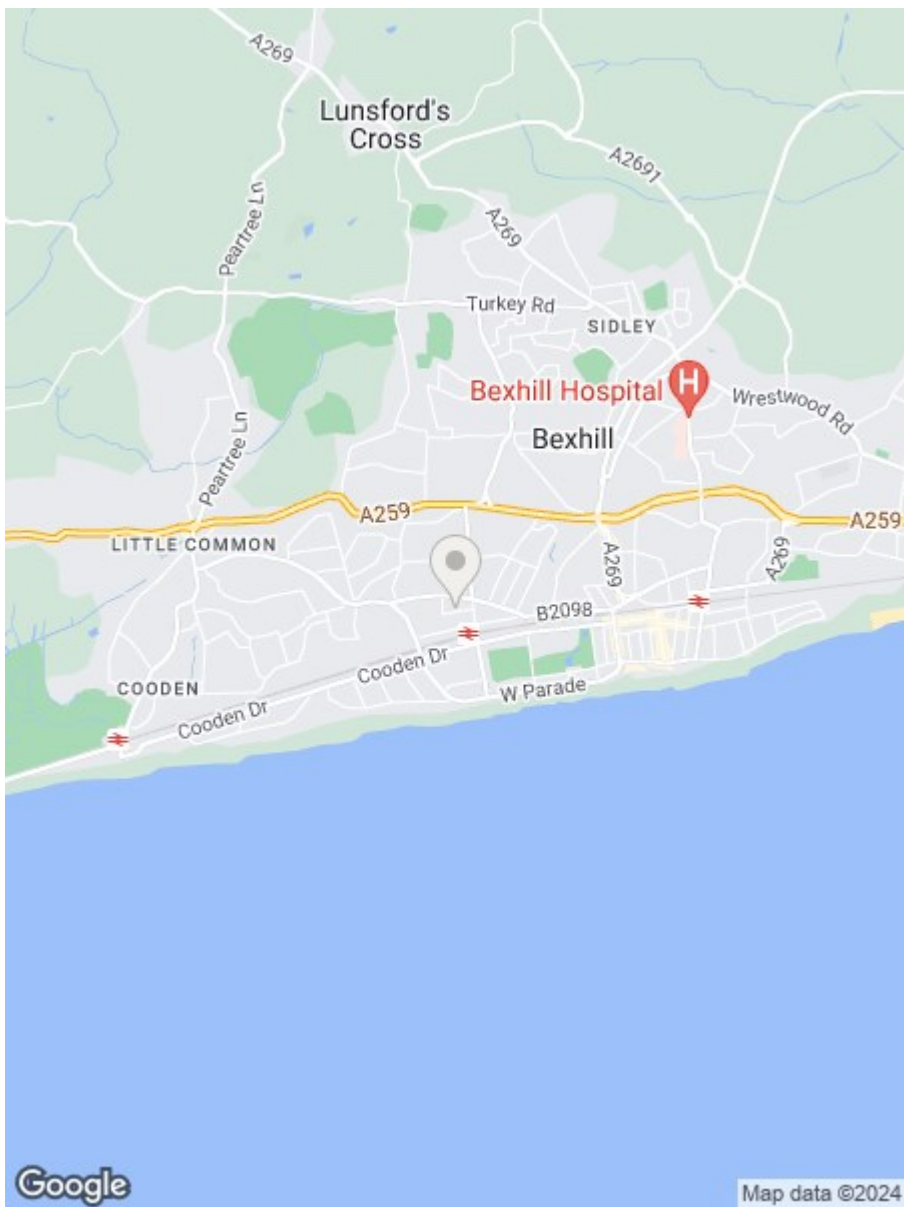 A269
Lunsford's
Cross
A2691
Peartree Ln
A269
Turkey Rd
SIDLEY
Bexhill Hospital
H
Wrestwood Rd
Bexhill
Peartree Ln
A259
A259
LITTLE COMMON
A269
A269
B2098
Cooden Dr
COODEN
W Parade
Cooden Dr
Google
Map data ©2024